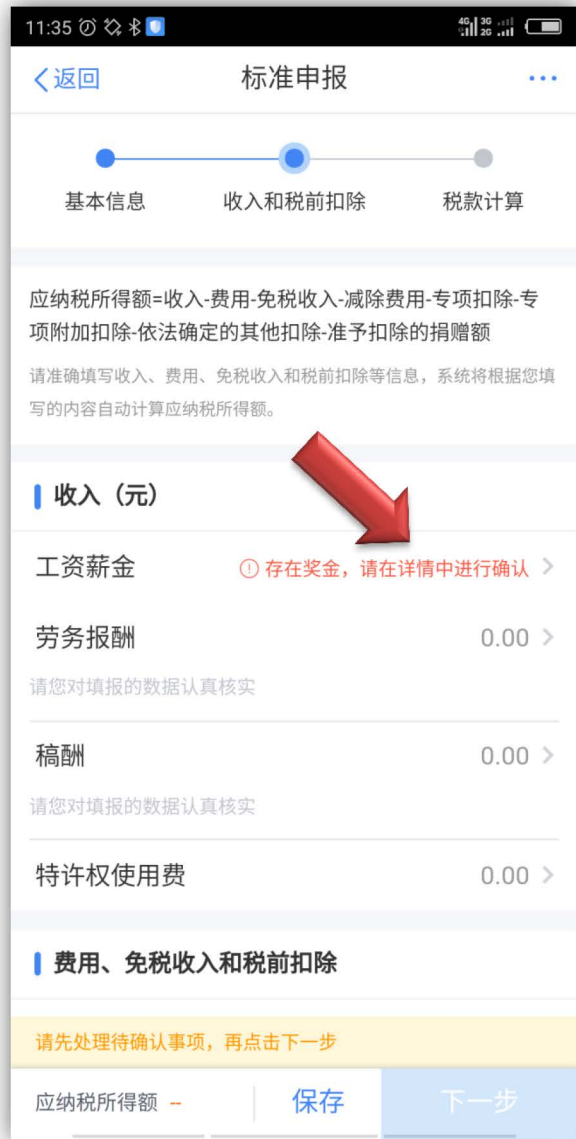 11:35
4G 3G 2G
返回
标准申报
基本信息 收入和税前扣除 税款计算
应纳税所得额=收入-费用-免税收入-减除费用-专项扣除-专
项附加扣除-依法确定的其他扣除-准予扣除的捐赠额
请准确填写收入、费用、免税收入和税前扣除等信息，系统将根据您填
写的内容自动计算应纳税所得额。
收入（元）
工资薪金 存在奖金，请在详情中进行确认
劳务报酬 0.00
请您对填报的数据认真核实
稿酬 0.00
请您对填报的数据认真核实
特许权使用费 0.00
费用、免税收入和税前扣除
请先处理待确认事项，再点击下一步
应纳税所得额 -- 保存 下一步